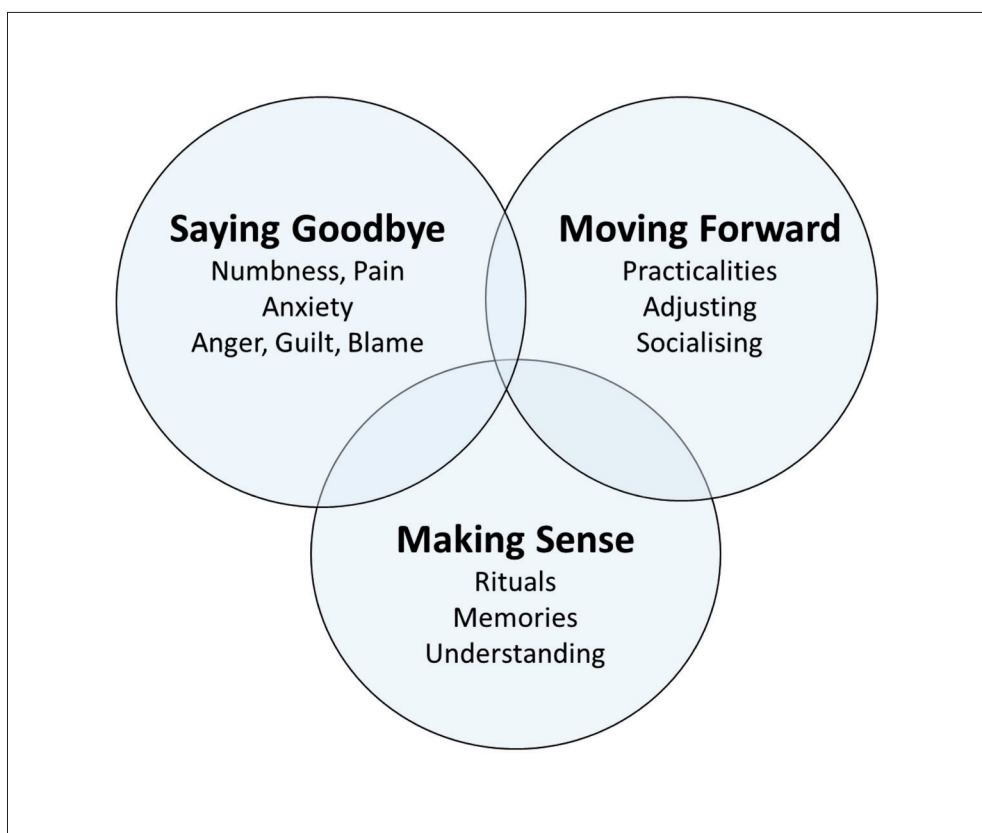 Saying Goodbye
Numbness, Pain
Anxiety
Anger, Guilt, Blame
Moving Forward
Practicalities
Adjusting
Socialising
Making Sense
Rituals
Memories
Understanding